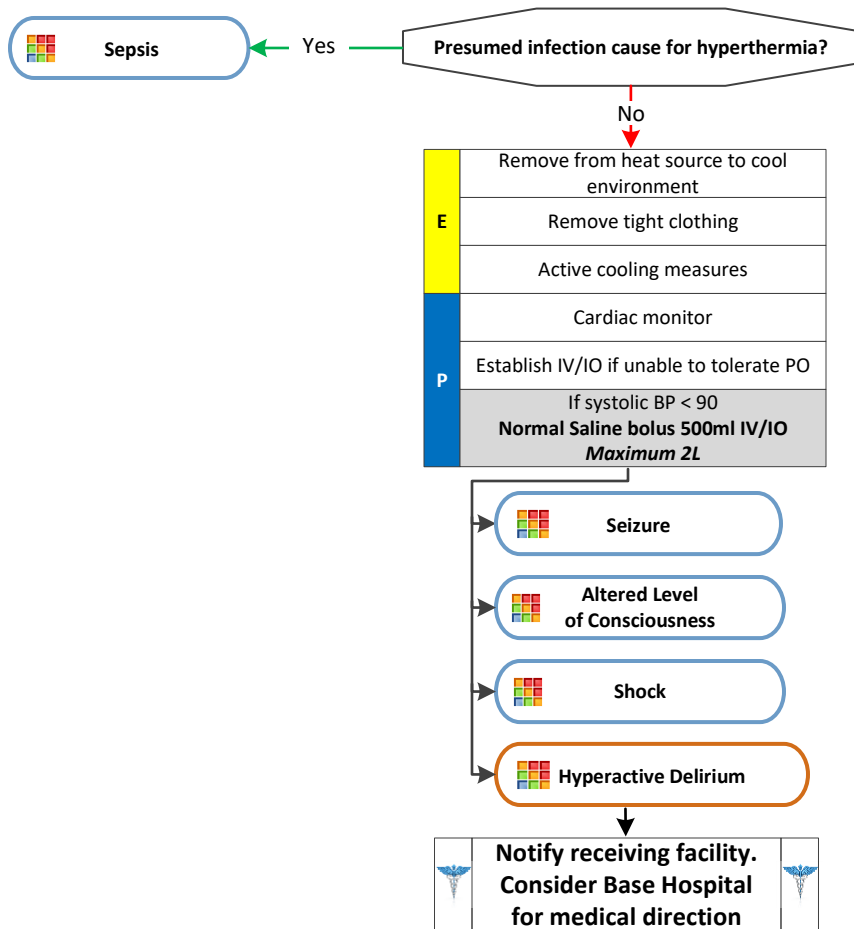 Sepsis
Yes
Presumed infection cause for hyperthermia?
No
E
Remove from heat source to cool
environment
Remove tight clothing
Active cooling measures
P
Cardiac monitor
Establish IV/IO if unable to tolerate PO
If systolic BP < 90
Normal Saline bolus 500ml IV/IO
Maximum 2L
Seizure
Altered Level
of Consciousness
Shock
Hyperactive Delirium
Notify receiving facility.
Consider Base Hospital
for medical direction